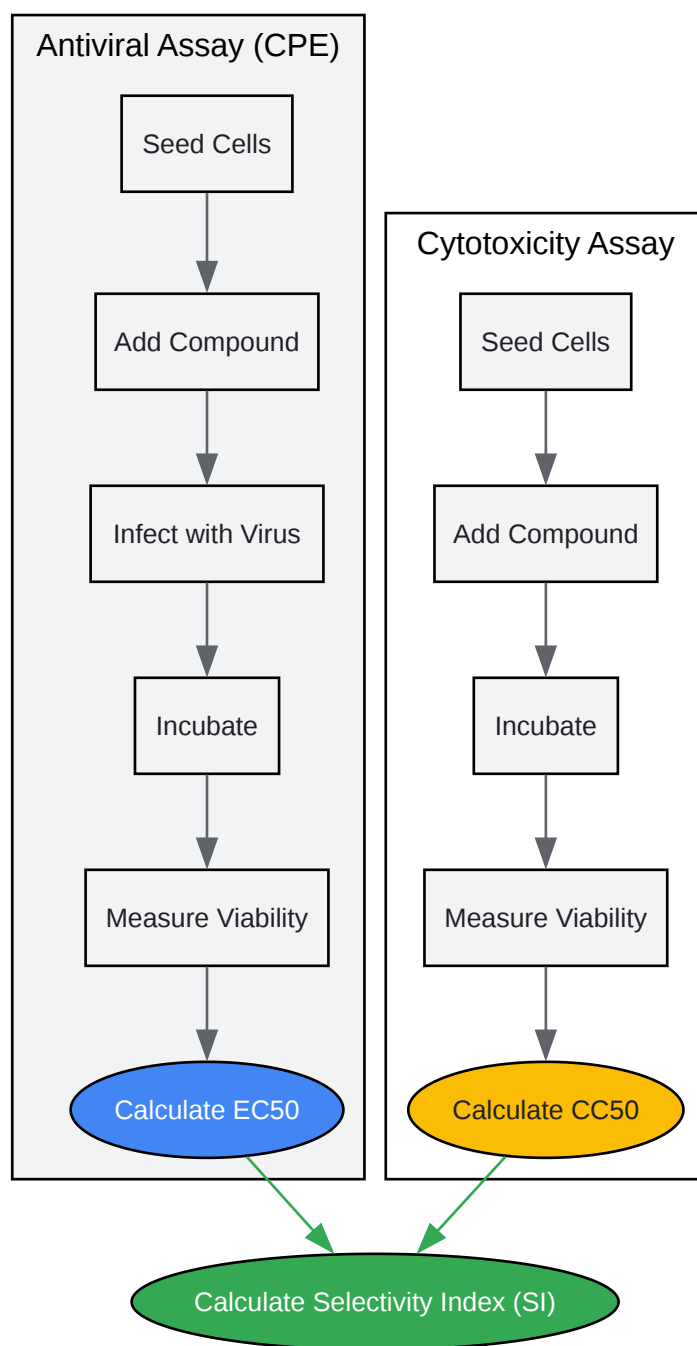 Antiviral Assay (CPE)
Seed Cells
Add Compound
Infect with Virus
Incubate
Measure Viability
Calculate EC50
Cytotoxicity Assay
Seed Cells
Add Compound
Incubate
Measure Viability
Calculate CC50
Calculate Selectivity Index (SI)